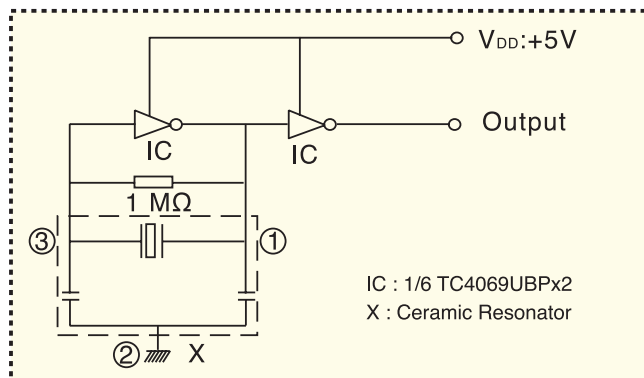 VDD:+5V
Output
IC
IC
1 MΩ
③
①
IC : 1/6 TC4069UBPx2
X : Ceramic Resonator
②
X